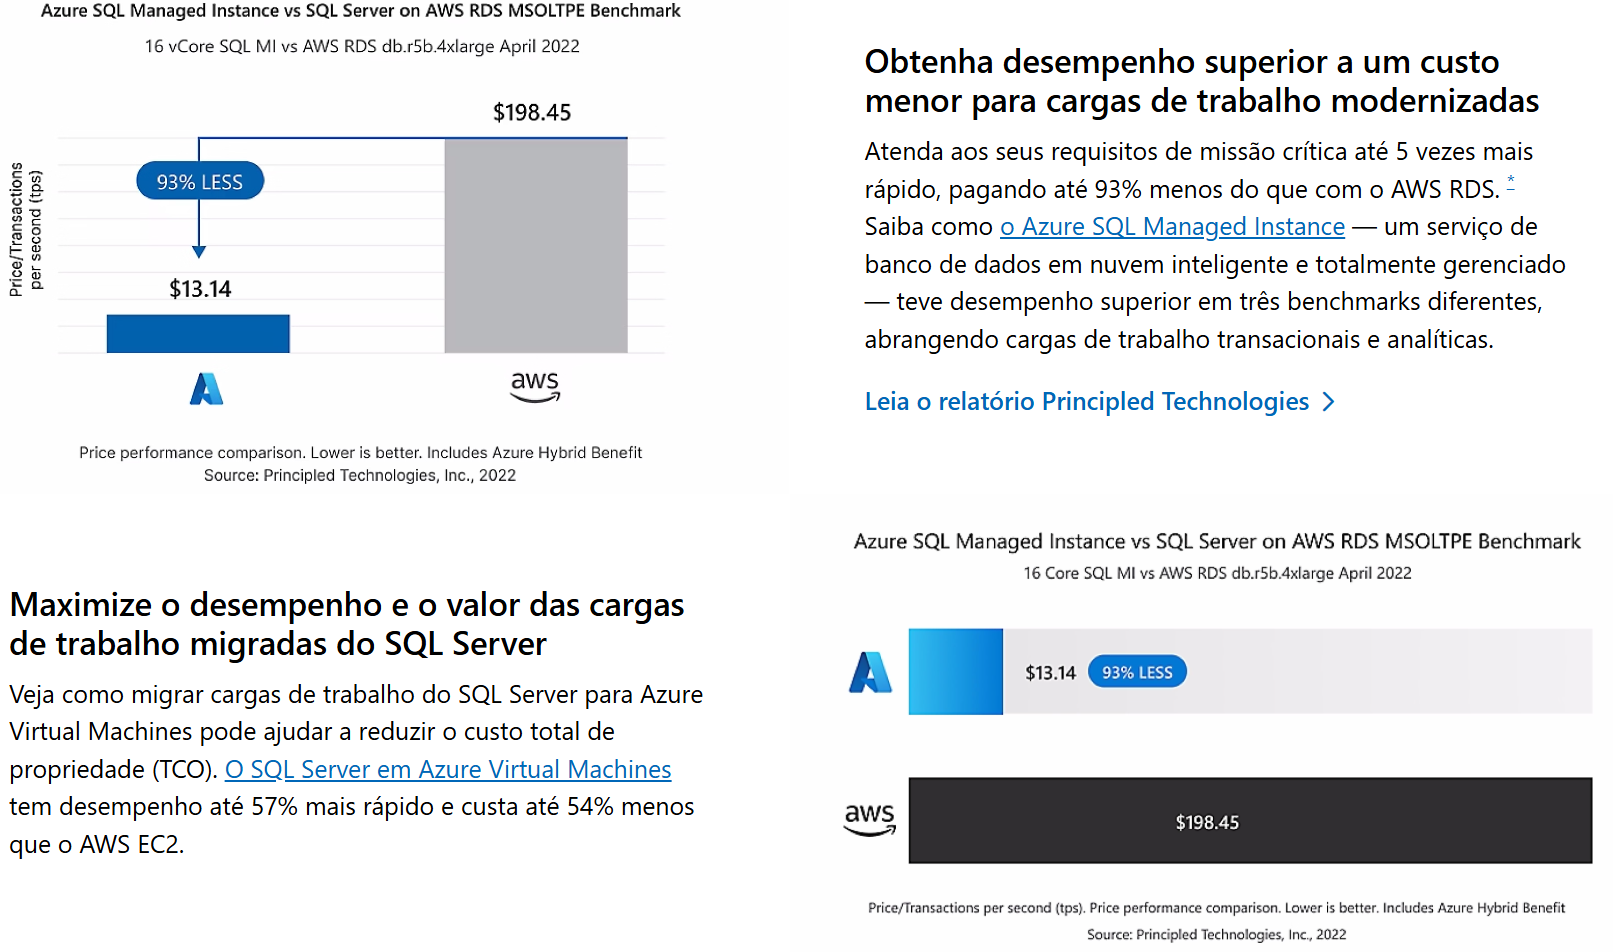 Azure SQL Managed Instance vs SQL Server on AWS RDS MSOLTPE Benchmark
16 vCore SQL MI vs AWS RDS db.r5b.4xlarge April 2022
$198.45
93% LESS
Price/Transactions
per second (tps)
$13.14
aws
Price performance comparison. Lower is better. Includes Azure Hybrid Benefit
Source: Principled Technologies, Inc., 2022
Obtenha desempenho superior a um custo
menor para cargas de trabalho modernizadas
Atenda aos seus requisitos de missão crítica até 5 vezes mais
rápido, pagando até 93% menos do que com o AWS RDS. *
Saiba como o Azure SQL Managed Instance — um serviço de
banco de dados em nuvem inteligente e totalmente gerenciado
— teve desempenho superior em três benchmarks diferentes,
abrangendo cargas de trabalho transacionais e analíticas.
Leia o relatório Principled Technologies >
Maximize o desempenho e o valor das cargas
de trabalho migradas do SQL Server
Veja como migrar cargas de trabalho do SQL Server para Azure
Virtual Machines pode ajudar a reduzir o custo total de
propriedade (TCO). O SQL Server em Azure Virtual Machines
tem desempenho até 57% mais rápido e custa até 54% menos
que o AWS EC2.
Azure SQL Managed Instance vs SQL Server on AWS RDS MSOLTPE Benchmark
16 Core SQL MI vs AWS RDS db.r5b.4xlarge April 2022
$13.14 93% LESS
aws
$198.45
Price/Transactions per second (tps). Price performance comparison. Lower is better. Includes Azure Hybrid Benefit
Source: Principled Technologies, Inc., 2022